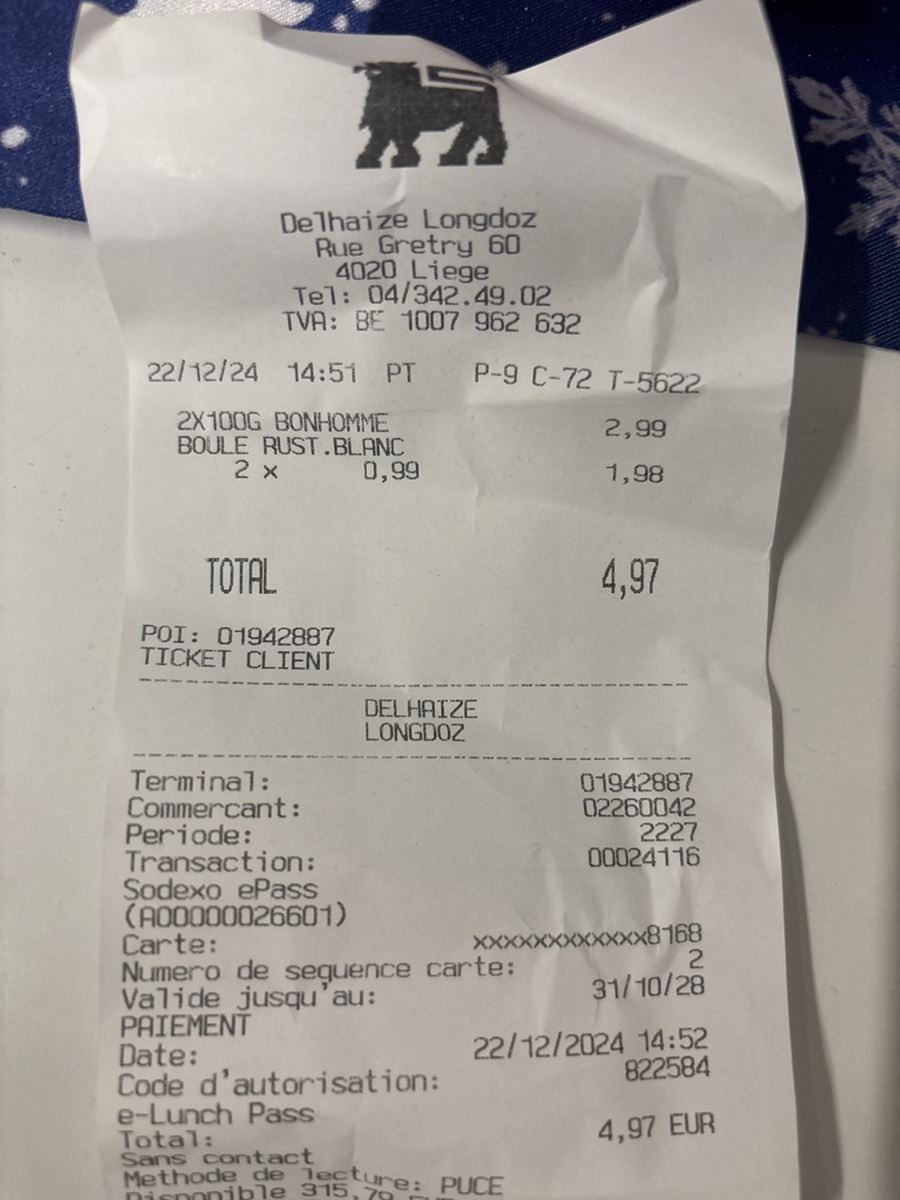 Delhaize Longdoz
Rue Gretry 60
4020 Liege
Tel: 04/342.49.02
TVA: BE 1007 962 632
22/12/24 14:51 PT P-9 C-72 T-5622
2X100G BONHOMME 2,99
BOULE RUST.BLANC
2 x 0,99 1,98
TOTAL 4,97
POI: 01942887
TICKET CLIENT
DELHAIZE
LONGDOZ
Terminal: 01942887
Commercant: 02260042
Periode: 2227
Transaction: 00024116
Sodexo ePass
(A00000026601)
Carte: xxxxxxxxxxxx8168
Numero de sequence carte: 2
Valide jusqu'au: 31/10/28
PAIEMENT
Date: 22/12/2024 14:52
Code d'autorisation: 822584
e-Lunch Pass
Total: 4,97 EUR
Sans contact
Methode de lecture: PUCE
Disponible 315,70